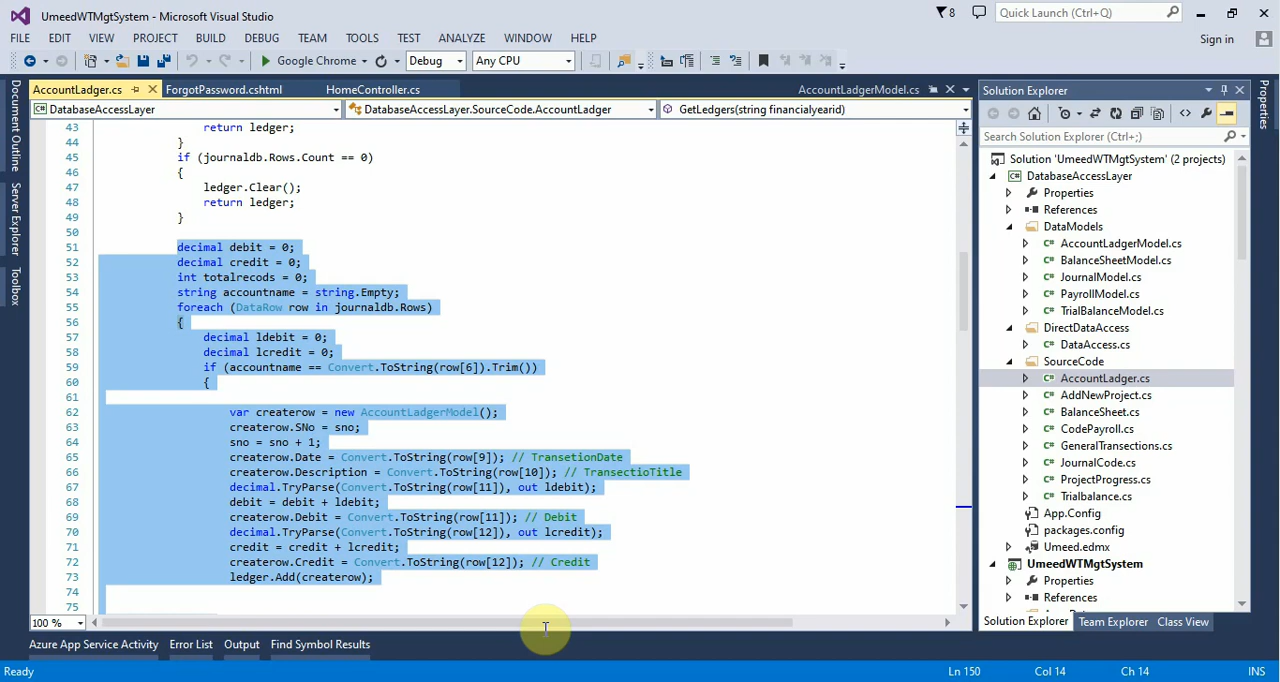 UmeedWTMgtSystem - Microsoft Visual Studio
8
Quick Launch (Ctrl+Q)
FILE EDIT VIEW PROJECT BUILD DEBUG TEAM TOOLS TEST ANALYZE WINDOW HELP
Sign in
Google Chrome Debug Any CPU
Document Outline
Server Explorer
Toolbox
AccountLadger.cs ForgotPassword.cshtml HomeController.cs AccountLadgerModel.cs
DatabaseAccessLayer DatabaseAccessLayer.SourceCode.AccountLadger GetLedgers(string financialyearid)
43 return ledger;
44 }
45 if (journaldb.Rows.Count == 0)
46 {
47 ledger.Clear();
48 return ledger;
49 }
50
51 decimal debit = 0;
52 decimal credit = 0;
53 int totalrecods = 0;
54 string accountname = string.Empty;
55 foreach (DataRow row in journaldb.Rows)
56 {
57 decimal ldebit = 0;
58 decimal lcredit = 0;
59 if (accountname == Convert.ToString(row[6]).Trim())
60 {
61
62 var createrow = new AccountLadgerModel();
63 createrow.SNo = sno;
64 sno = sno + 1;
65 createrow.Date = Convert.ToString(row[9]); // TransetionDate
66 createrow.Description = Convert.ToString(row[10]); // TransectioTitle
67 decimal.TryParse(Convert.ToString(row[11]), out ldebit);
68 debit = debit + ldebit;
69 createrow.Debit = Convert.ToString(row[11]); // Debit
70 decimal.TryParse(Convert.ToString(row[12]), out lcredit);
71 credit = credit + lcredit;
72 createrow.Credit = Convert.ToString(row[12]); // Credit
73 ledger.Add(createrow);
74
75
100 %
Solution Explorer
Search Solution Explorer (Ctrl+;)
Solution 'UmeedWTMgtSystem' (2 projects)
DatabaseAccessLayer
Properties
References
DataModels
AccountLadgerModel.cs
BalanceSheetModel.cs
JournalModel.cs
PayrollModel.cs
TrialBalanceModel.cs
DirectDataAccess
DataAccess.cs
SourceCode
AccountLadger.cs
AddNewProject.cs
BalanceSheet.cs
CodePayroll.cs
GeneralTransections.cs
JournalCode.cs
ProjectProgress.cs
Trialbalance.cs
App.Config
packages.config
Umeed.edmx
UmeedWTMgtSystem
Properties
References
Solution Explorer Team Explorer Class View
Properties
Azure App Service Activity Error List Output Find Symbol Results
Ready Ln 150 Col 14 Ch 14 INS